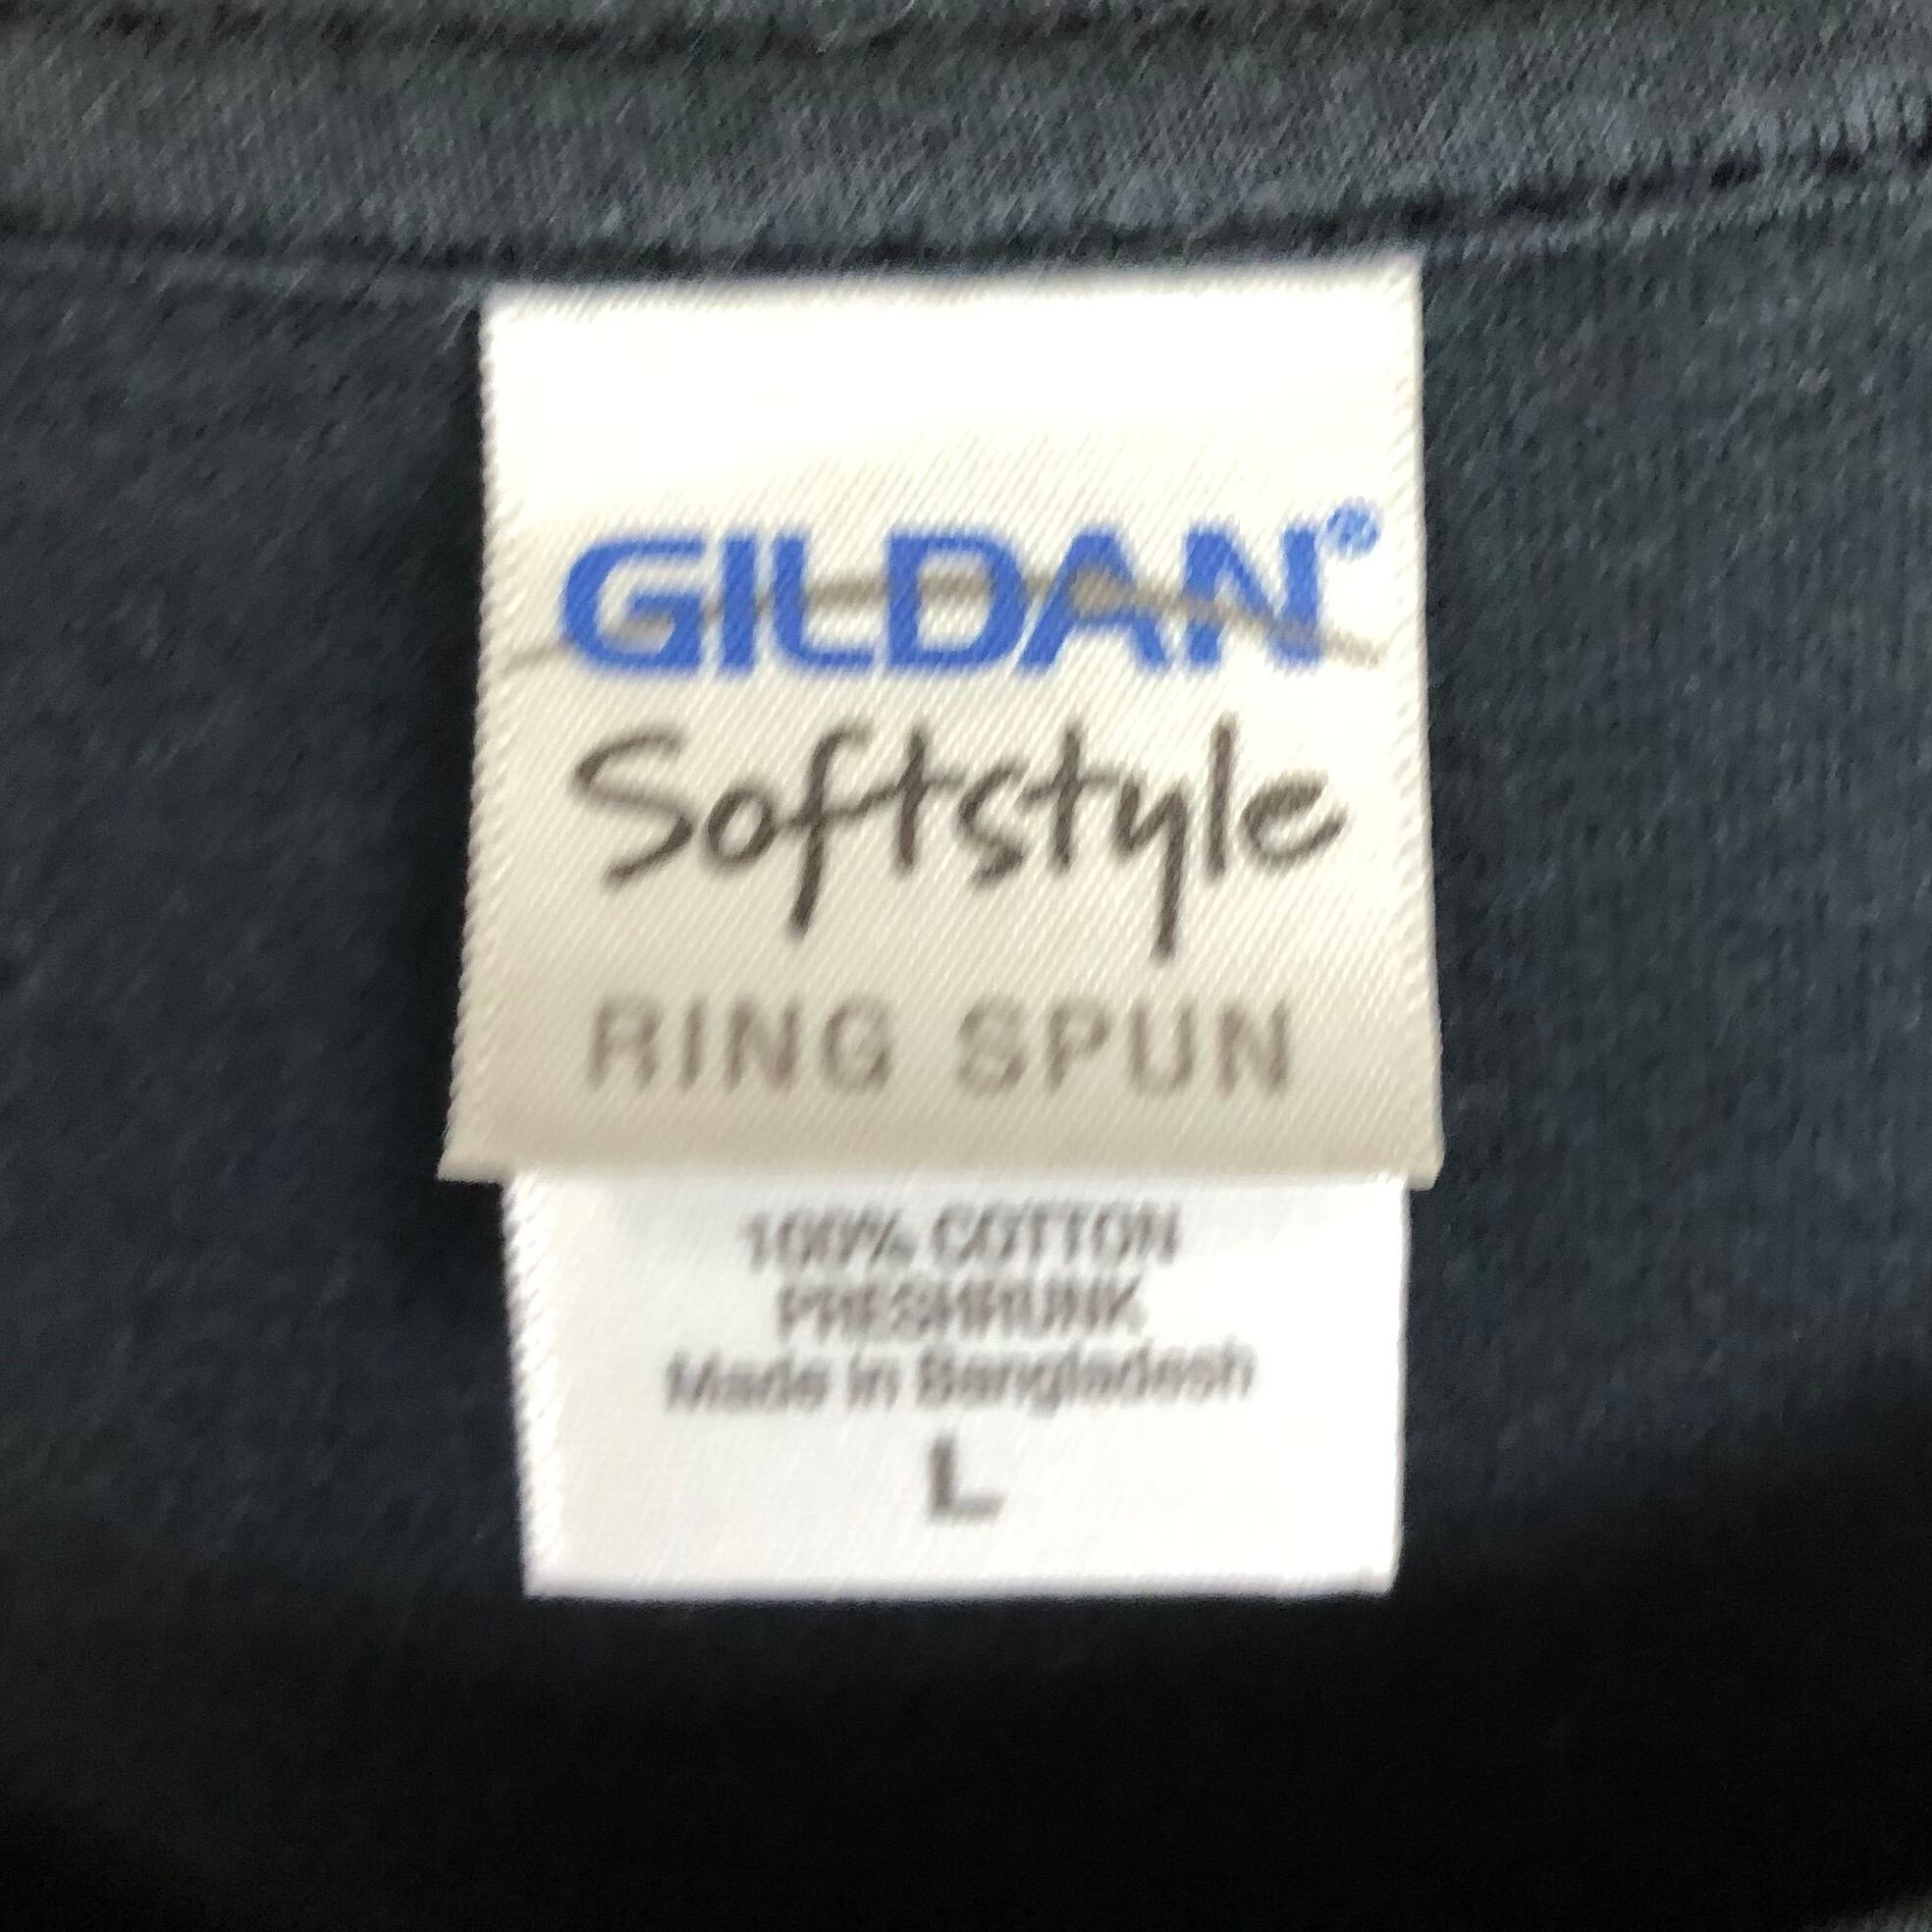 GILDAN®
Softstyle
RING SPUN
100% COTTON
PRESHRUNK
Made in Bangladesh
L